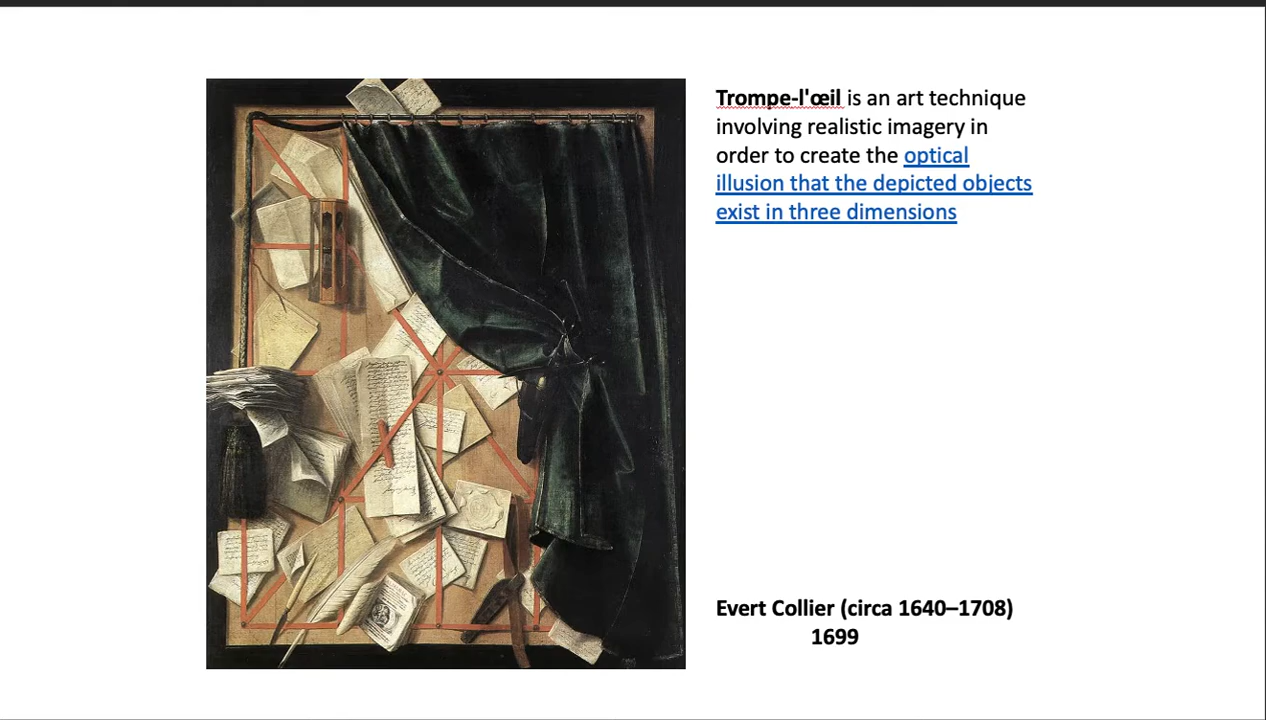 Trompe-l'œil is an art technique
involving realistic imagery in
order to create the optical
illusion that the depicted objects
exist in three dimensions
Evert Collier (circa 1640–1708)
1699